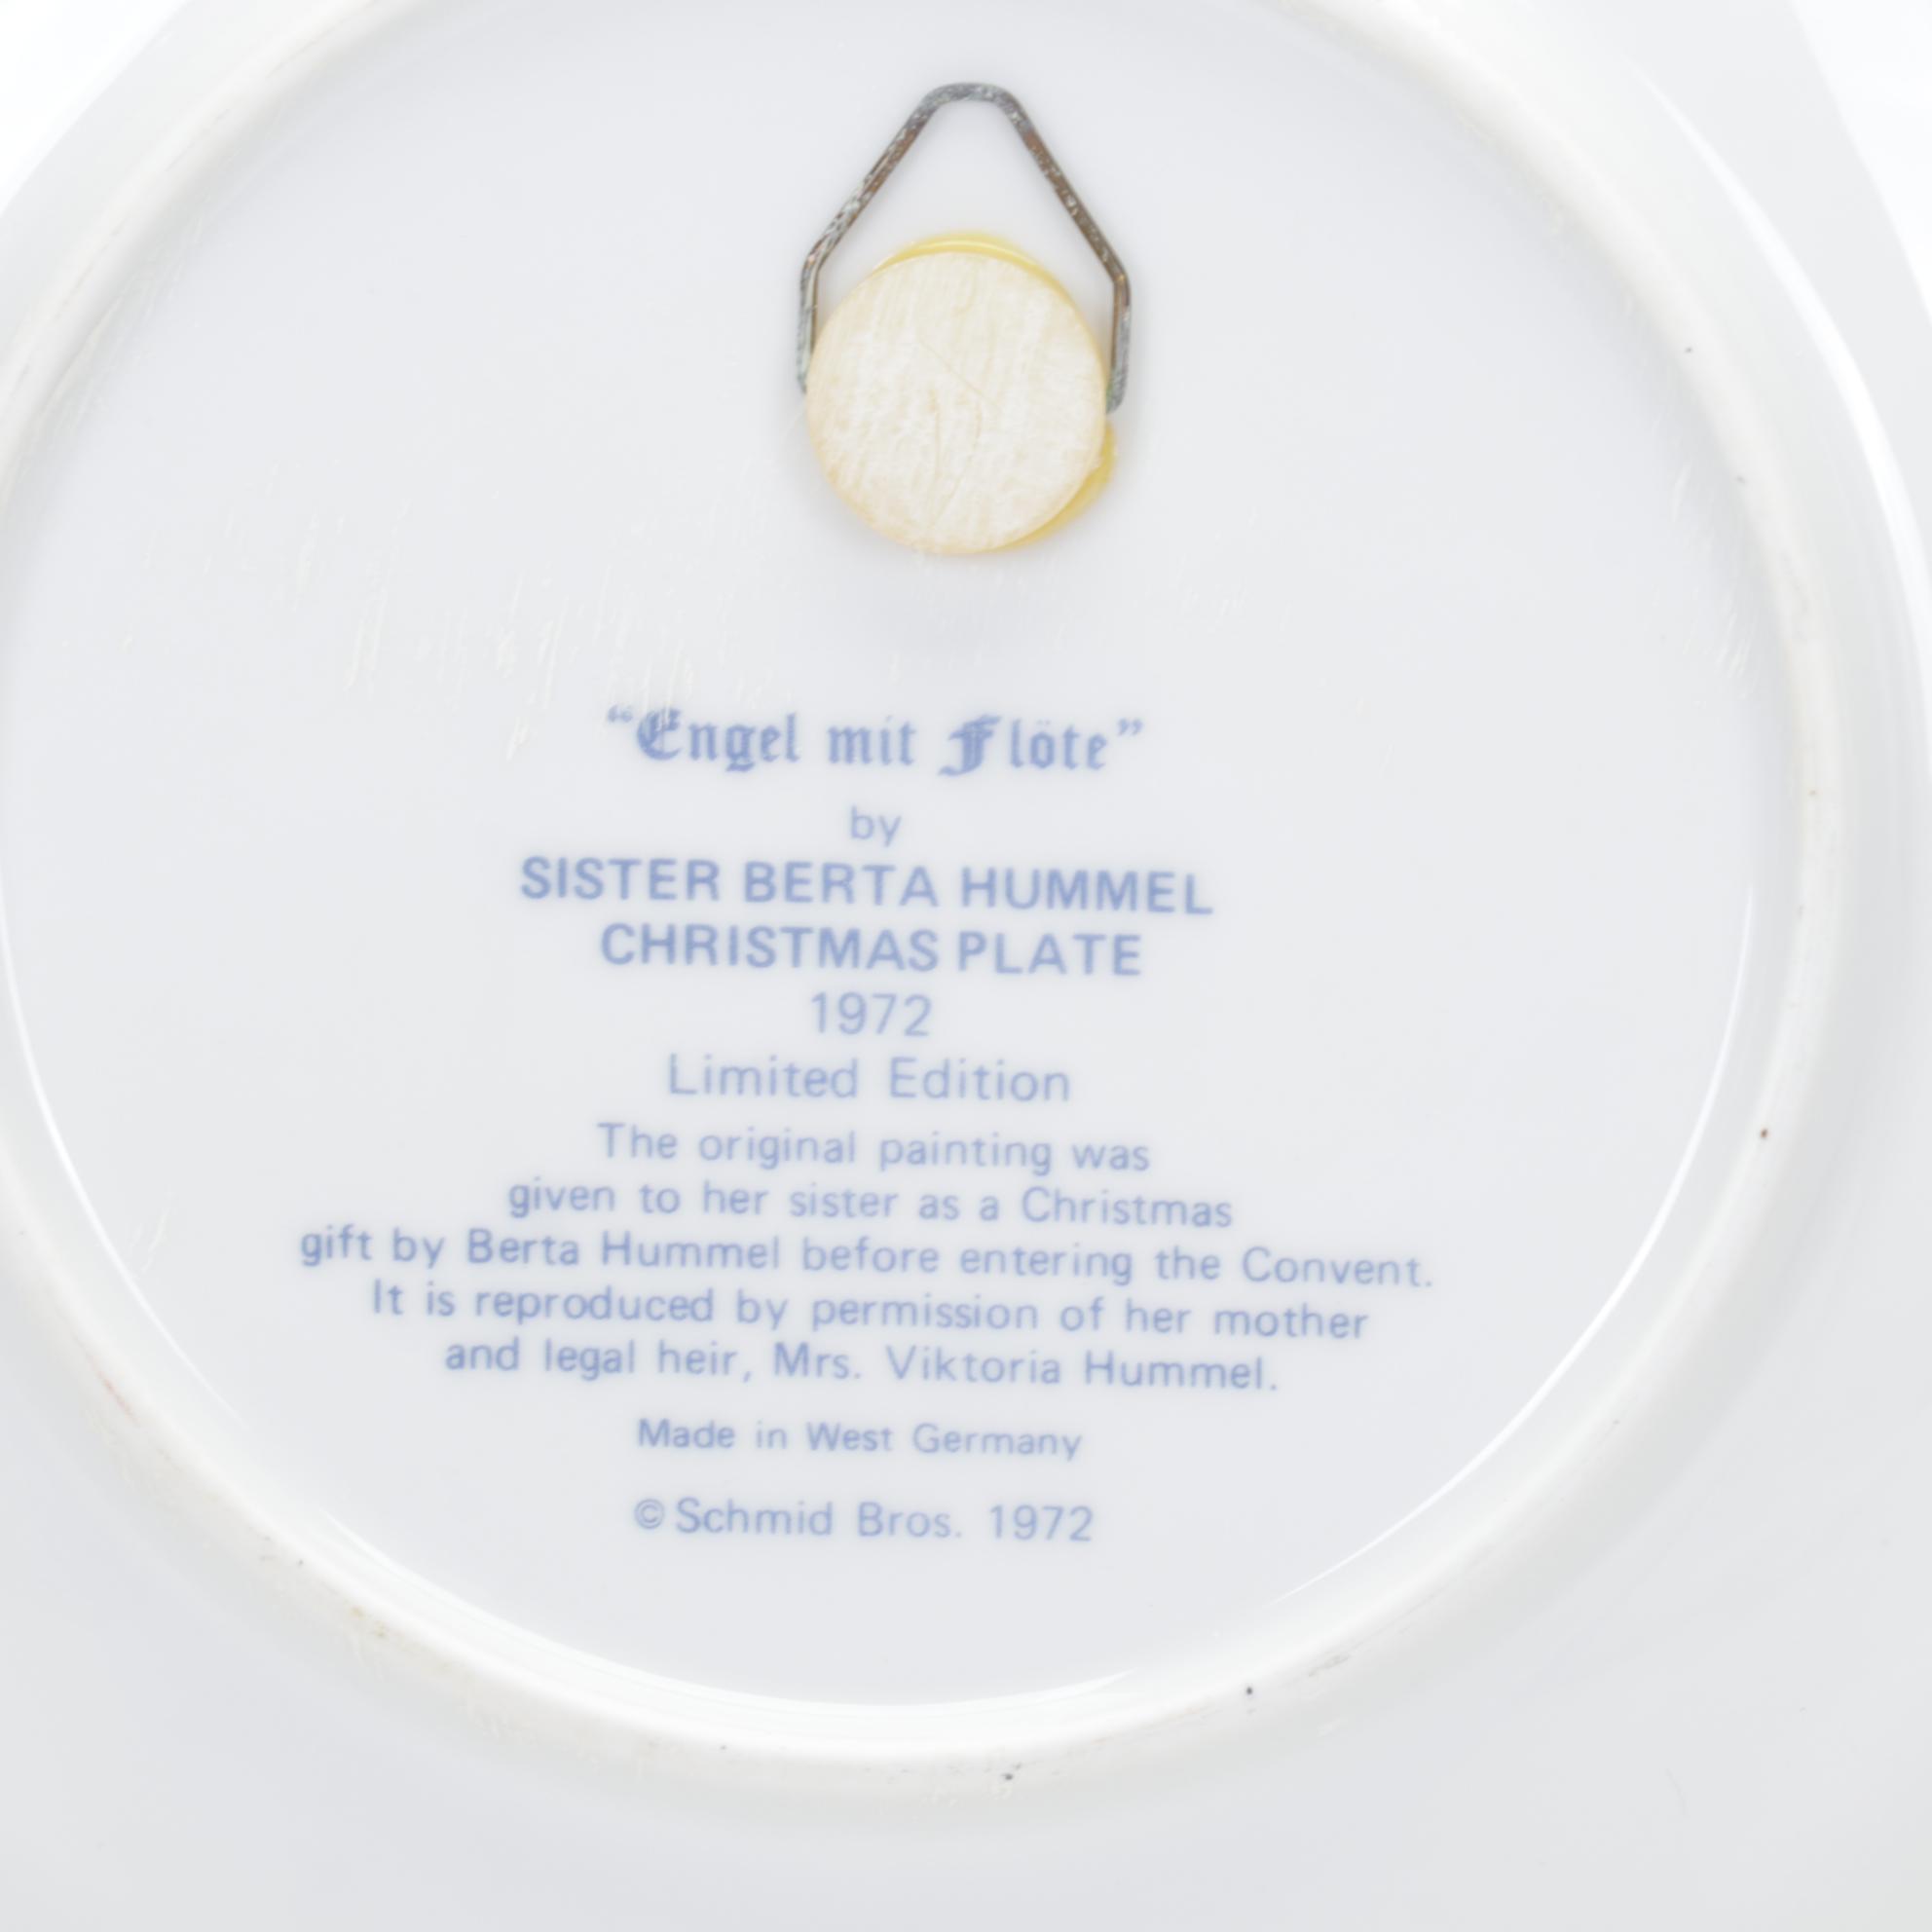 “Engel mit Flöte”
by
SISTER BERTA HUMMEL
CHRISTMAS PLATE
1972
Limited Edition
The original painting was
given to her sister as a Christmas
gift by Berta Hummel before entering the Convent.
It is reproduced by permission of her mother
and legal heir, Mrs. Viktoria Hummel.
Made in West Germany
© Schmid Bros. 1972